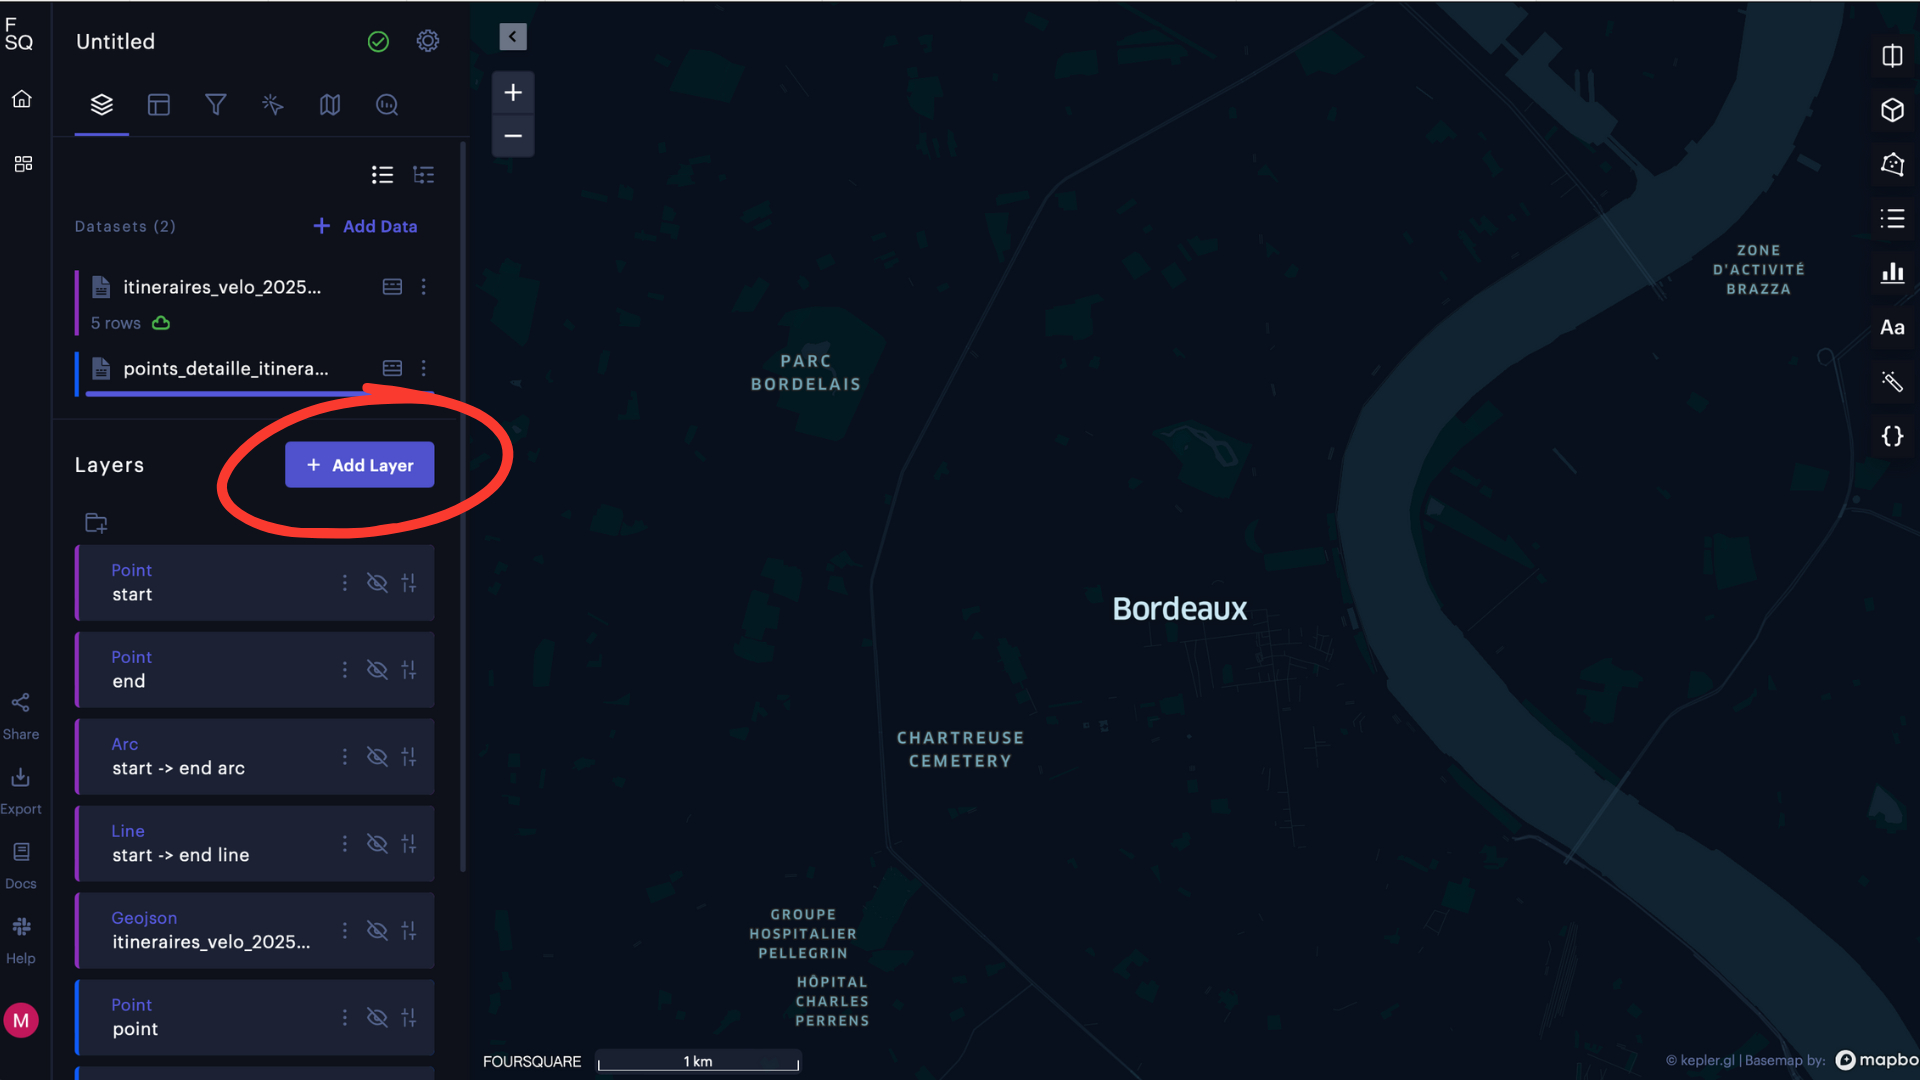 F
SQ
Untitled
Datasets (2)
+ Add Data
itineraires_velo_2025...
5 rows
points_detaille_itinera...
Layers
+ Add Layer
Point
start
Point
end
Arc
start -> end arc
Line
start -> end line
Geojson
itineraires_velo_2025...
Point
point
Share
Export
Docs
Help
M
ZONE
D'ACTIVITÉ
BRAZZA
PARC
BORDELAIS
Bordeaux
CHARTREUSE
CEMETERY
GROUPE
HOSPITALIER
PELLEGRIN
HÔPITAL
CHARLES
PERRENS
Aa
{}
FOURSQUARE
1 km
© kepler.gl | Basemap by:
mapbo